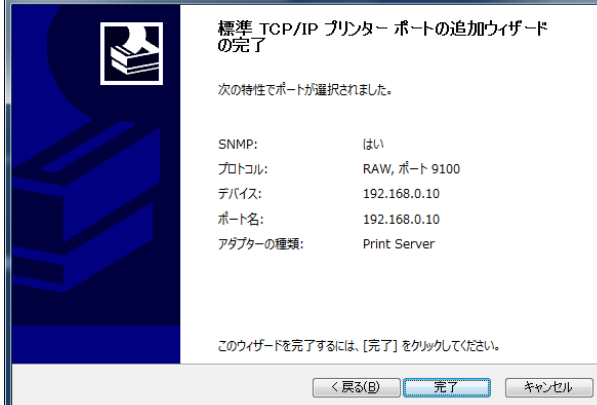 標準 TCP/IP プリンター ポートの追加ウィザード
の完了
次の特性でポートが選択されました。
SNMP: はい
プロトコル: RAW, ポート 9100
デバイス: 192.168.0.10
ポート名: 192.168.0.10
アダプターの種類: Print Server
このウィザードを完了するには、[完了] をクリックしてください。
< 戻る(B) 完了 キャンセル